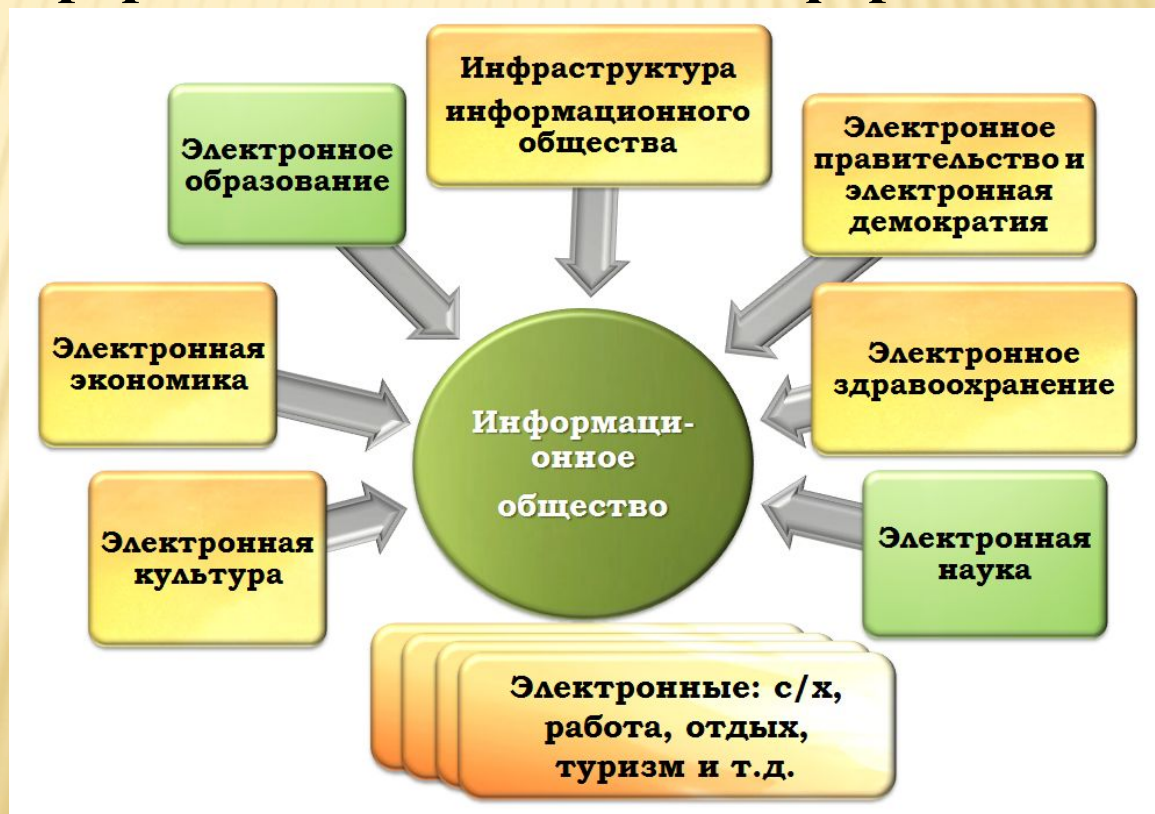 Инфраструктура
информационного
общества
Электронное
образование
Электронное
правительство и
электронная
демократия
Электронная
экономика
Электронное
здравоохранение
Информаци-
онное
общество
Электронная
культура
Электронная
наука
Электронные: с/х,
работа, отдых,
туризм и т.д.